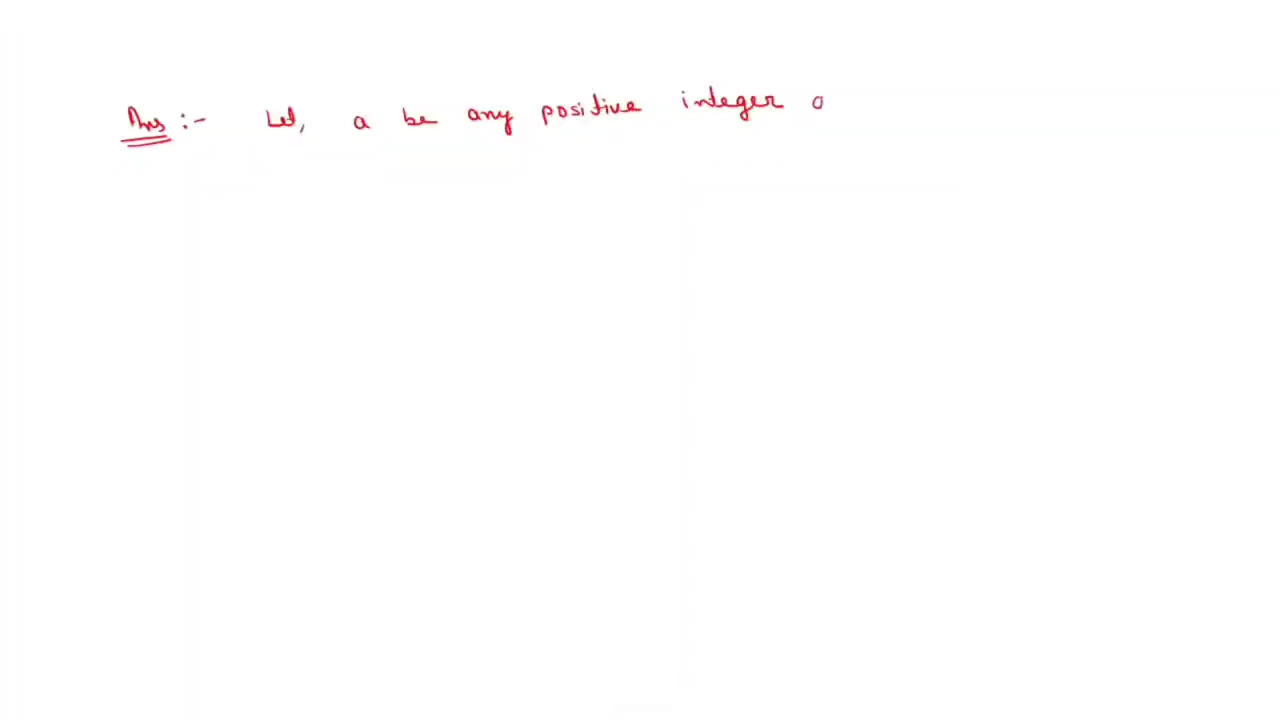 Ans :- Let, a be any positive integer a